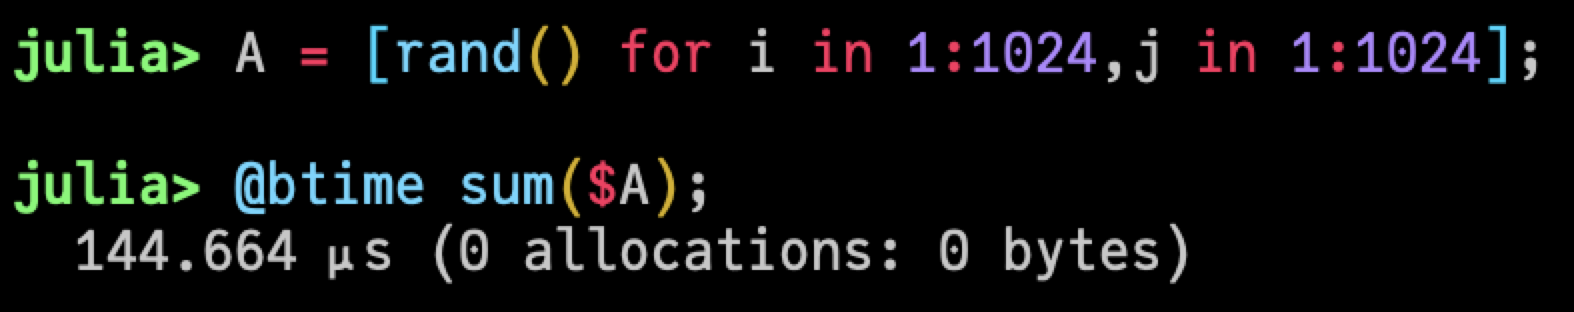 julia> A = [rand() for i in 1:1024,j in 1:1024];
julia> @btime sum($A);
144.664 μs (0 allocations: 0 bytes)